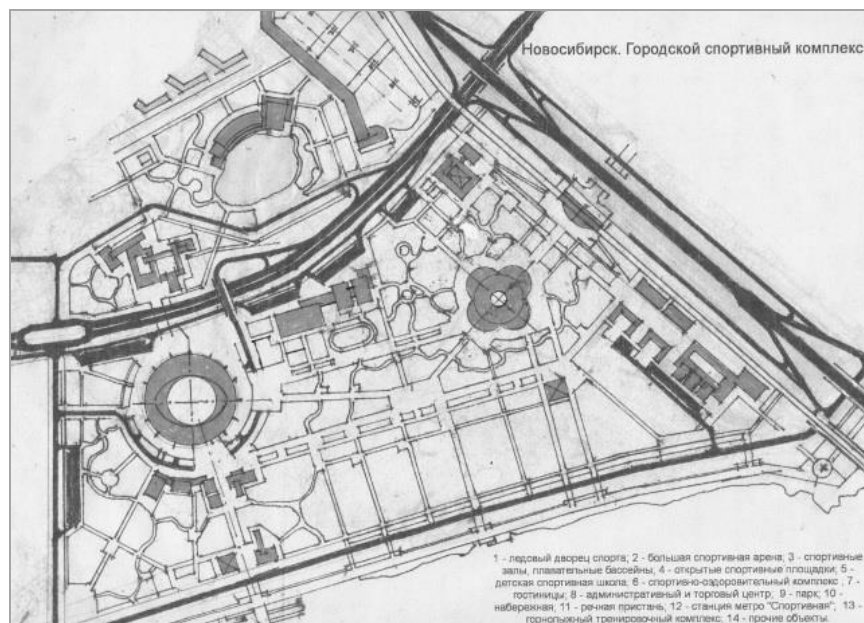 Новосибирск. Городской спортивный комплекс
1 - ледовый дворец спорта; 2 - большая спортивная арена; 3 - спортивные
залы, плавательные бассейны; 4 - открытые спортивные площадки; 5 -
детская спортивная школа; 6 - спортивно-оздоровительный комплекс ; 7 -
гостиницы; 8 - административный и торговый центр; 9 - парк; 10 -
набережная; 11 - речная пристань; 12 - станция метро "Спортивная"; 13 -
горнолыжный тренировочный комплекс; 14 - прочие объекты.